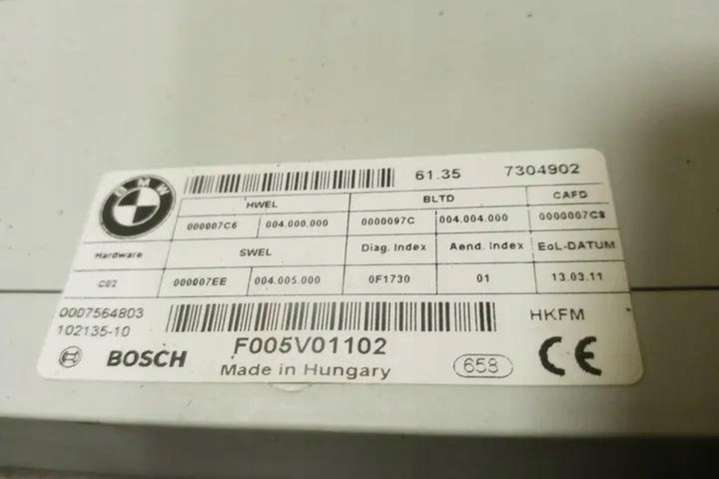 BMW
61.35 7304902
HWEL BLTD CAFD
000007C6 004.000.000 0000097C 004.004.000 0000007C8
Hardware SWEL Diag. Index Aend. Index EoL-DATUM
C02 000007EE 004.005.000 0F1730 01 13.03.11
0007564803
102135-10
HKFM
BOSCH F005V01102
Made in Hungary
658
CE